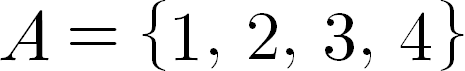 A = {1, 2, 3, 4}